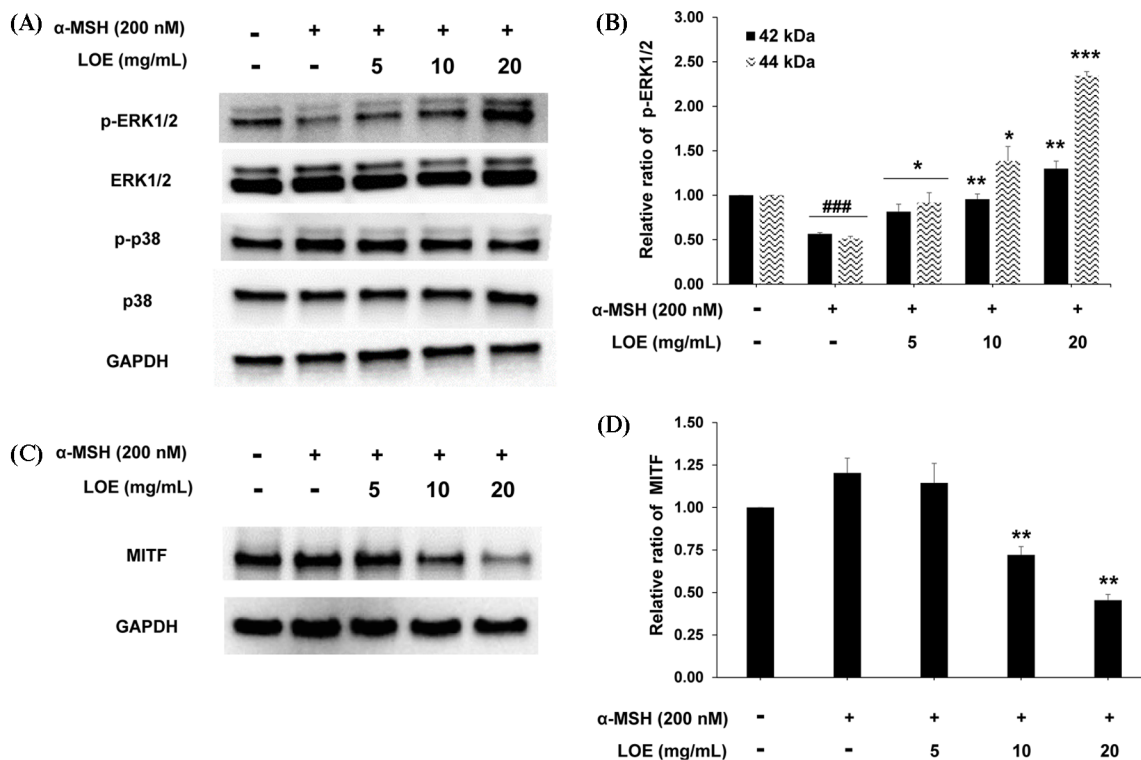 (A)
α-MSH (200 nM) - + + + +
LOE (mg/mL) - - 5 10 20
p-ERK1/2
ERK1/2
p-p38
p38
GAPDH
(B)
Relative ratio of p-ERK1/2
3.00
2.50
2.00
1.50
1.00
0.50
0.00
42 kDa
44 kDa
###
*
**
*
**
***
α-MSH (200 nM) - + + + +
LOE (mg/mL) - - 5 10 20
(C)
α-MSH (200 nM) - + + + +
LOE (mg/mL) - - 5 10 20
MITF
GAPDH
(D)
Relative ratio of MITF
1.50
1.25
1.00
0.75
0.50
0.25
0.00
**
**
α-MSH (200 nM) - + + + +
LOE (mg/mL) - - 5 10 20